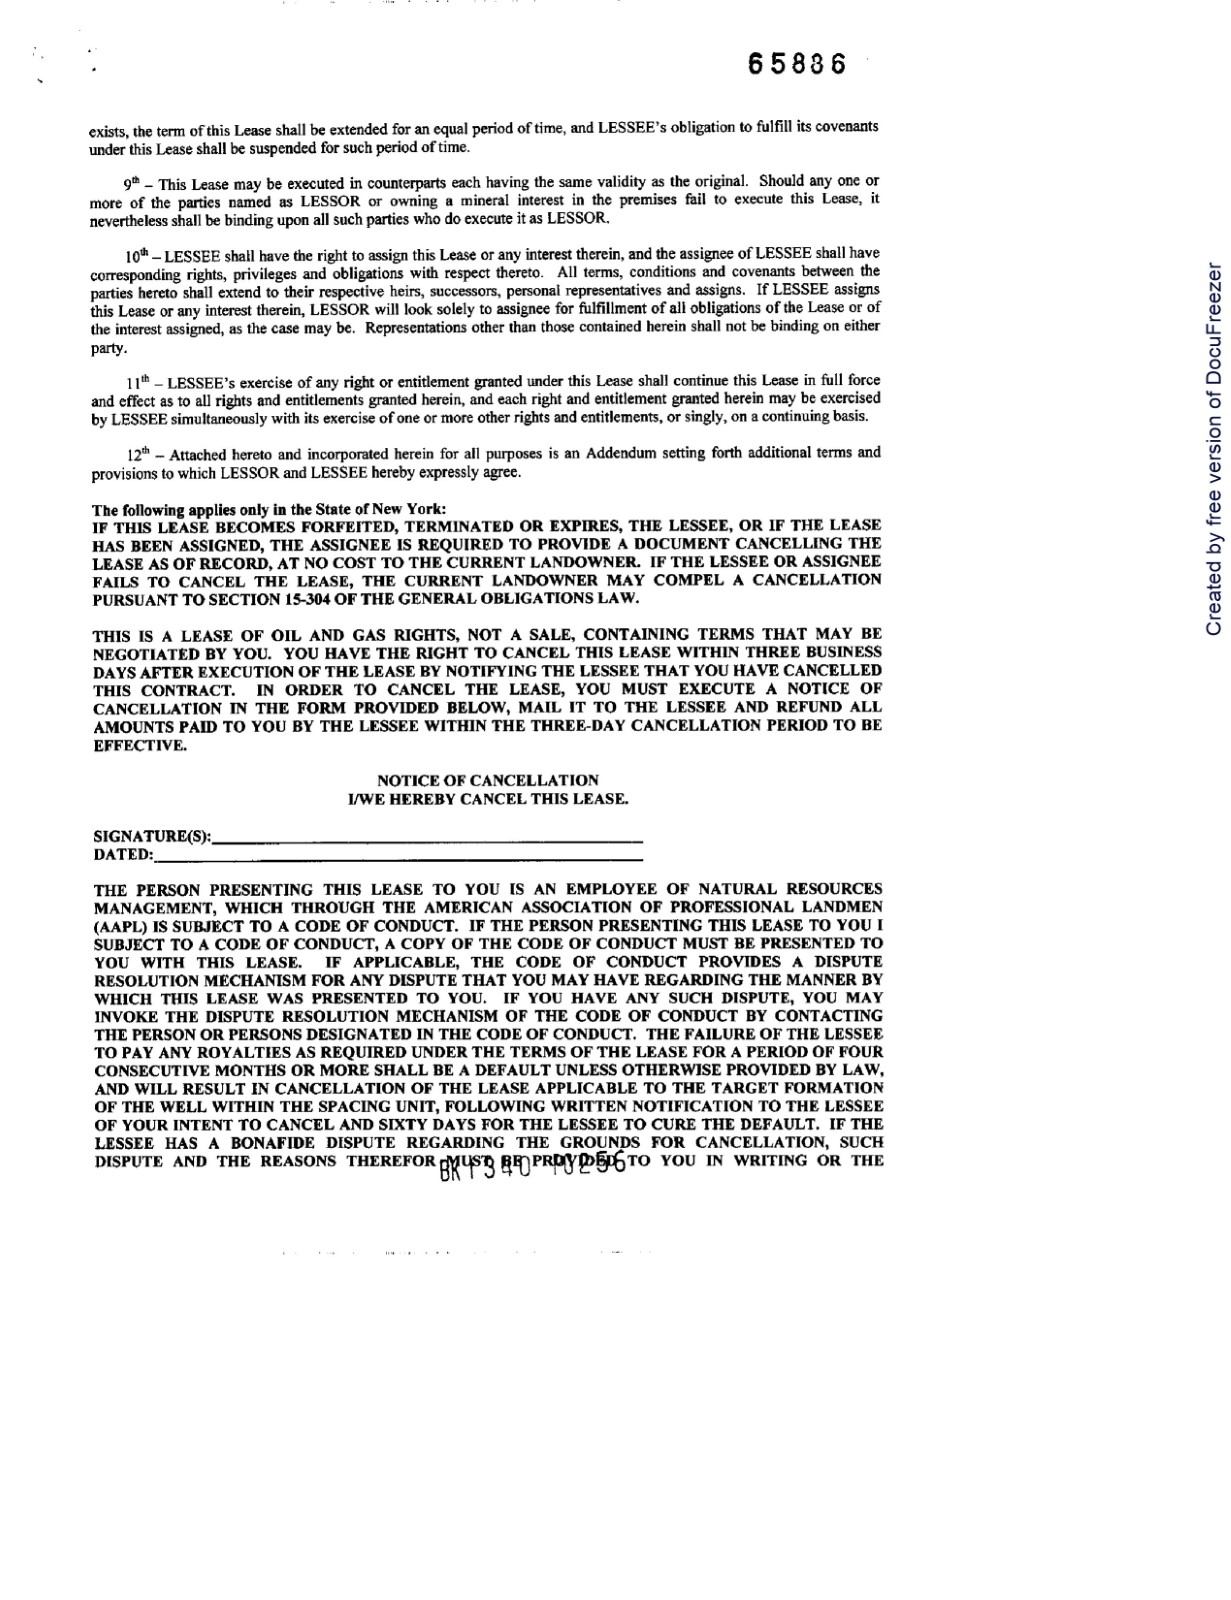 65886
exists, the term of this Lease shall be extended for an equal period of time, and LESSEE's obligation to fulfill its covenants
under this Lease shall be suspended for such period of time.
9th – This Lease may be executed in counterparts each having the same validity as the original. Should any one or
more of the parties named as LESSOR or owning a mineral interest in the premises fail to execute this Lease, it
nevertheless shall be binding upon all such parties who do execute it as LESSOR.
10th – LESSEE shall have the right to assign this Lease or any interest therein, and the assignee of LESSEE shall have
corresponding rights, privileges and obligations with respect thereto. All terms, conditions and covenants between the
parties hereto shall extend to their respective heirs, successors, personal representatives and assigns. If LESSEE assigns
this Lease or any interest therein, LESSOR will look solely to assignee for fulfillment of all obligations of the Lease or of
the interest assigned, as the case may be. Representations other than those contained herein shall not be binding on either
party.
11th – LESSEE's exercise of any right or entitlement granted under this Lease shall continue this Lease in full force
and effect as to all rights and entitlements granted herein, and each right and entitlement granted herein may be exercised
by LESSEE simultaneously with its exercise of one or more other rights and entitlements, or singly, on a continuing basis.
12th – Attached hereto and incorporated herein for all purposes is an Addendum setting forth additional terms and
provisions to which LESSOR and LESSEE hereby expressly agree.
The following applies only in the State of New York:
IF THIS LEASE BECOMES FORFEITED, TERMINATED OR EXPIRES, THE LESSEE, OR IF THE LEASE
HAS BEEN ASSIGNED, THE ASSIGNEE IS REQUIRED TO PROVIDE A DOCUMENT CANCELLING THE
LEASE AS OF RECORD, AT NO COST TO THE CURRENT LANDOWNER. IF THE LESSEE OR ASSIGNEE
FAILS TO CANCEL THE LEASE, THE CURRENT LANDOWNER MAY COMPEL A CANCELLATION
PURSUANT TO SECTION 15-304 OF THE GENERAL OBLIGATIONS LAW.
THIS IS A LEASE OF OIL AND GAS RIGHTS, NOT A SALE, CONTAINING TERMS THAT MAY BE
NEGOTIATED BY YOU. YOU HAVE THE RIGHT TO CANCEL THIS LEASE WITHIN THREE BUSINESS
DAYS AFTER EXECUTION OF THE LEASE BY NOTIFYING THE LESSEE THAT YOU HAVE CANCELLED
THIS CONTRACT. IN ORDER TO CANCEL THE LEASE, YOU MUST EXECUTE A NOTICE OF
CANCELLATION IN THE FORM PROVIDED BELOW, MAIL IT TO THE LESSEE AND REFUND ALL
AMOUNTS PAID TO YOU BY THE LESSEE WITHIN THE THREE-DAY CANCELLATION PERIOD TO BE
EFFECTIVE.
NOTICE OF CANCELLATION
I/WE HEREBY CANCEL THIS LEASE.
SIGNATURE(S):
DATED:
THE PERSON PRESENTING THIS LEASE TO YOU IS AN EMPLOYEE OF NATURAL RESOURCES
MANAGEMENT, WHICH THROUGH THE AMERICAN ASSOCIATION OF PROFESSIONAL LANDMEN
(AAPL) IS SUBJECT TO A CODE OF CONDUCT. IF THE PERSON PRESENTING THIS LEASE TO YOU I
SUBJECT TO A CODE OF CONDUCT, A COPY OF THE CODE OF CONDUCT MUST BE PRESENTED TO
YOU WITH THIS LEASE. IF APPLICABLE, THE CODE OF CONDUCT PROVIDES A DISPUTE
RESOLUTION MECHANISM FOR ANY DISPUTE THAT YOU MAY HAVE REGARDING THE MANNER BY
WHICH THIS LEASE WAS PRESENTED TO YOU. IF YOU HAVE ANY SUCH DISPUTE, YOU MAY
INVOKE THE DISPUTE RESOLUTION MECHANISM OF THE CODE OF CONDUCT BY CONTACTING
THE PERSON OR PERSONS DESIGNATED IN THE CODE OF CONDUCT. THE FAILURE OF THE LESSEE
TO PAY ANY ROYALTIES AS REQUIRED UNDER THE TERMS OF THE LEASE FOR A PERIOD OF FOUR
CONSECUTIVE MONTHS OR MORE SHALL BE A DEFAULT UNLESS OTHERWISE PROVIDED BY LAW,
AND WILL RESULT IN CANCELLATION OF THE LEASE APPLICABLE TO THE TARGET FORMATION
OF THE WELL WITHIN THE SPACING UNIT, FOLLOWING WRITTEN NOTIFICATION TO THE LESSEE
OF YOUR INTENT TO CANCEL AND SIXTY DAYS FOR THE LESSEE TO CURE THE DEFAULT. IF THE
LESSEE HAS A BONAFIDE DISPUTE REGARDING THE GROUNDS FOR CANCELLATION, SUCH
DISPUTE AND THE REASONS THEREFOR MUST BE PROVIDED TO YOU IN WRITING OR THE
Created by free version of DocuFreezer